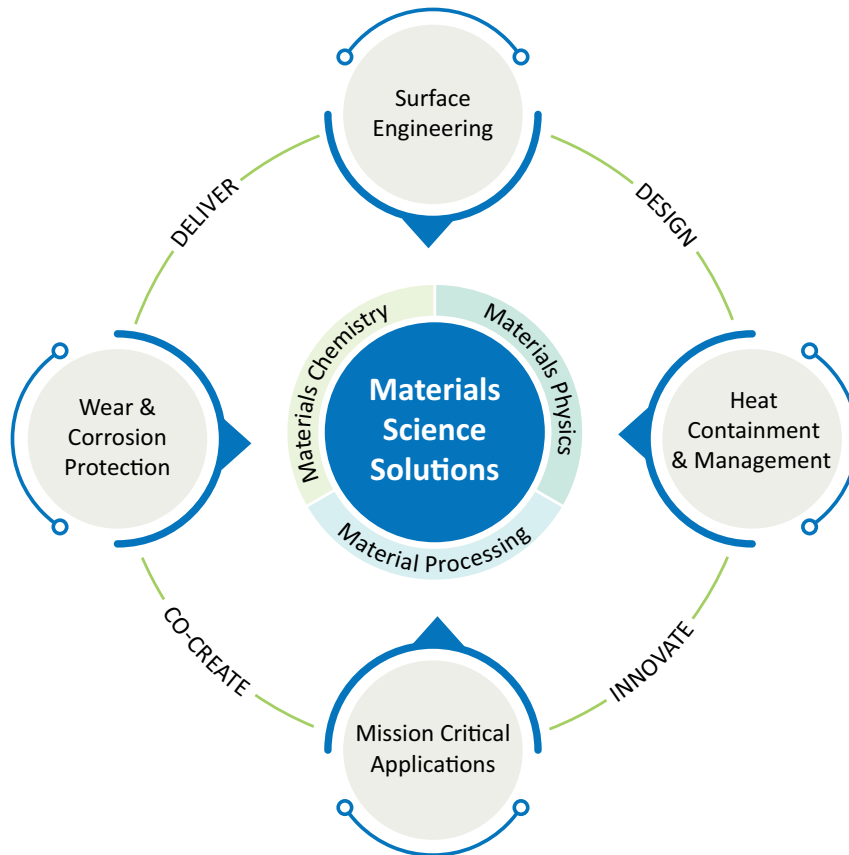 Surface
Engineering
DELIVER
DESIGN
Materials Chemistry
Materials Physics
Material Processing
Materials
Science
Solutions
Wear &
Corrosion
Protection
Heat
Containment
& Management
CO-CREATE
INNOVATE
Mission Critical
Applications